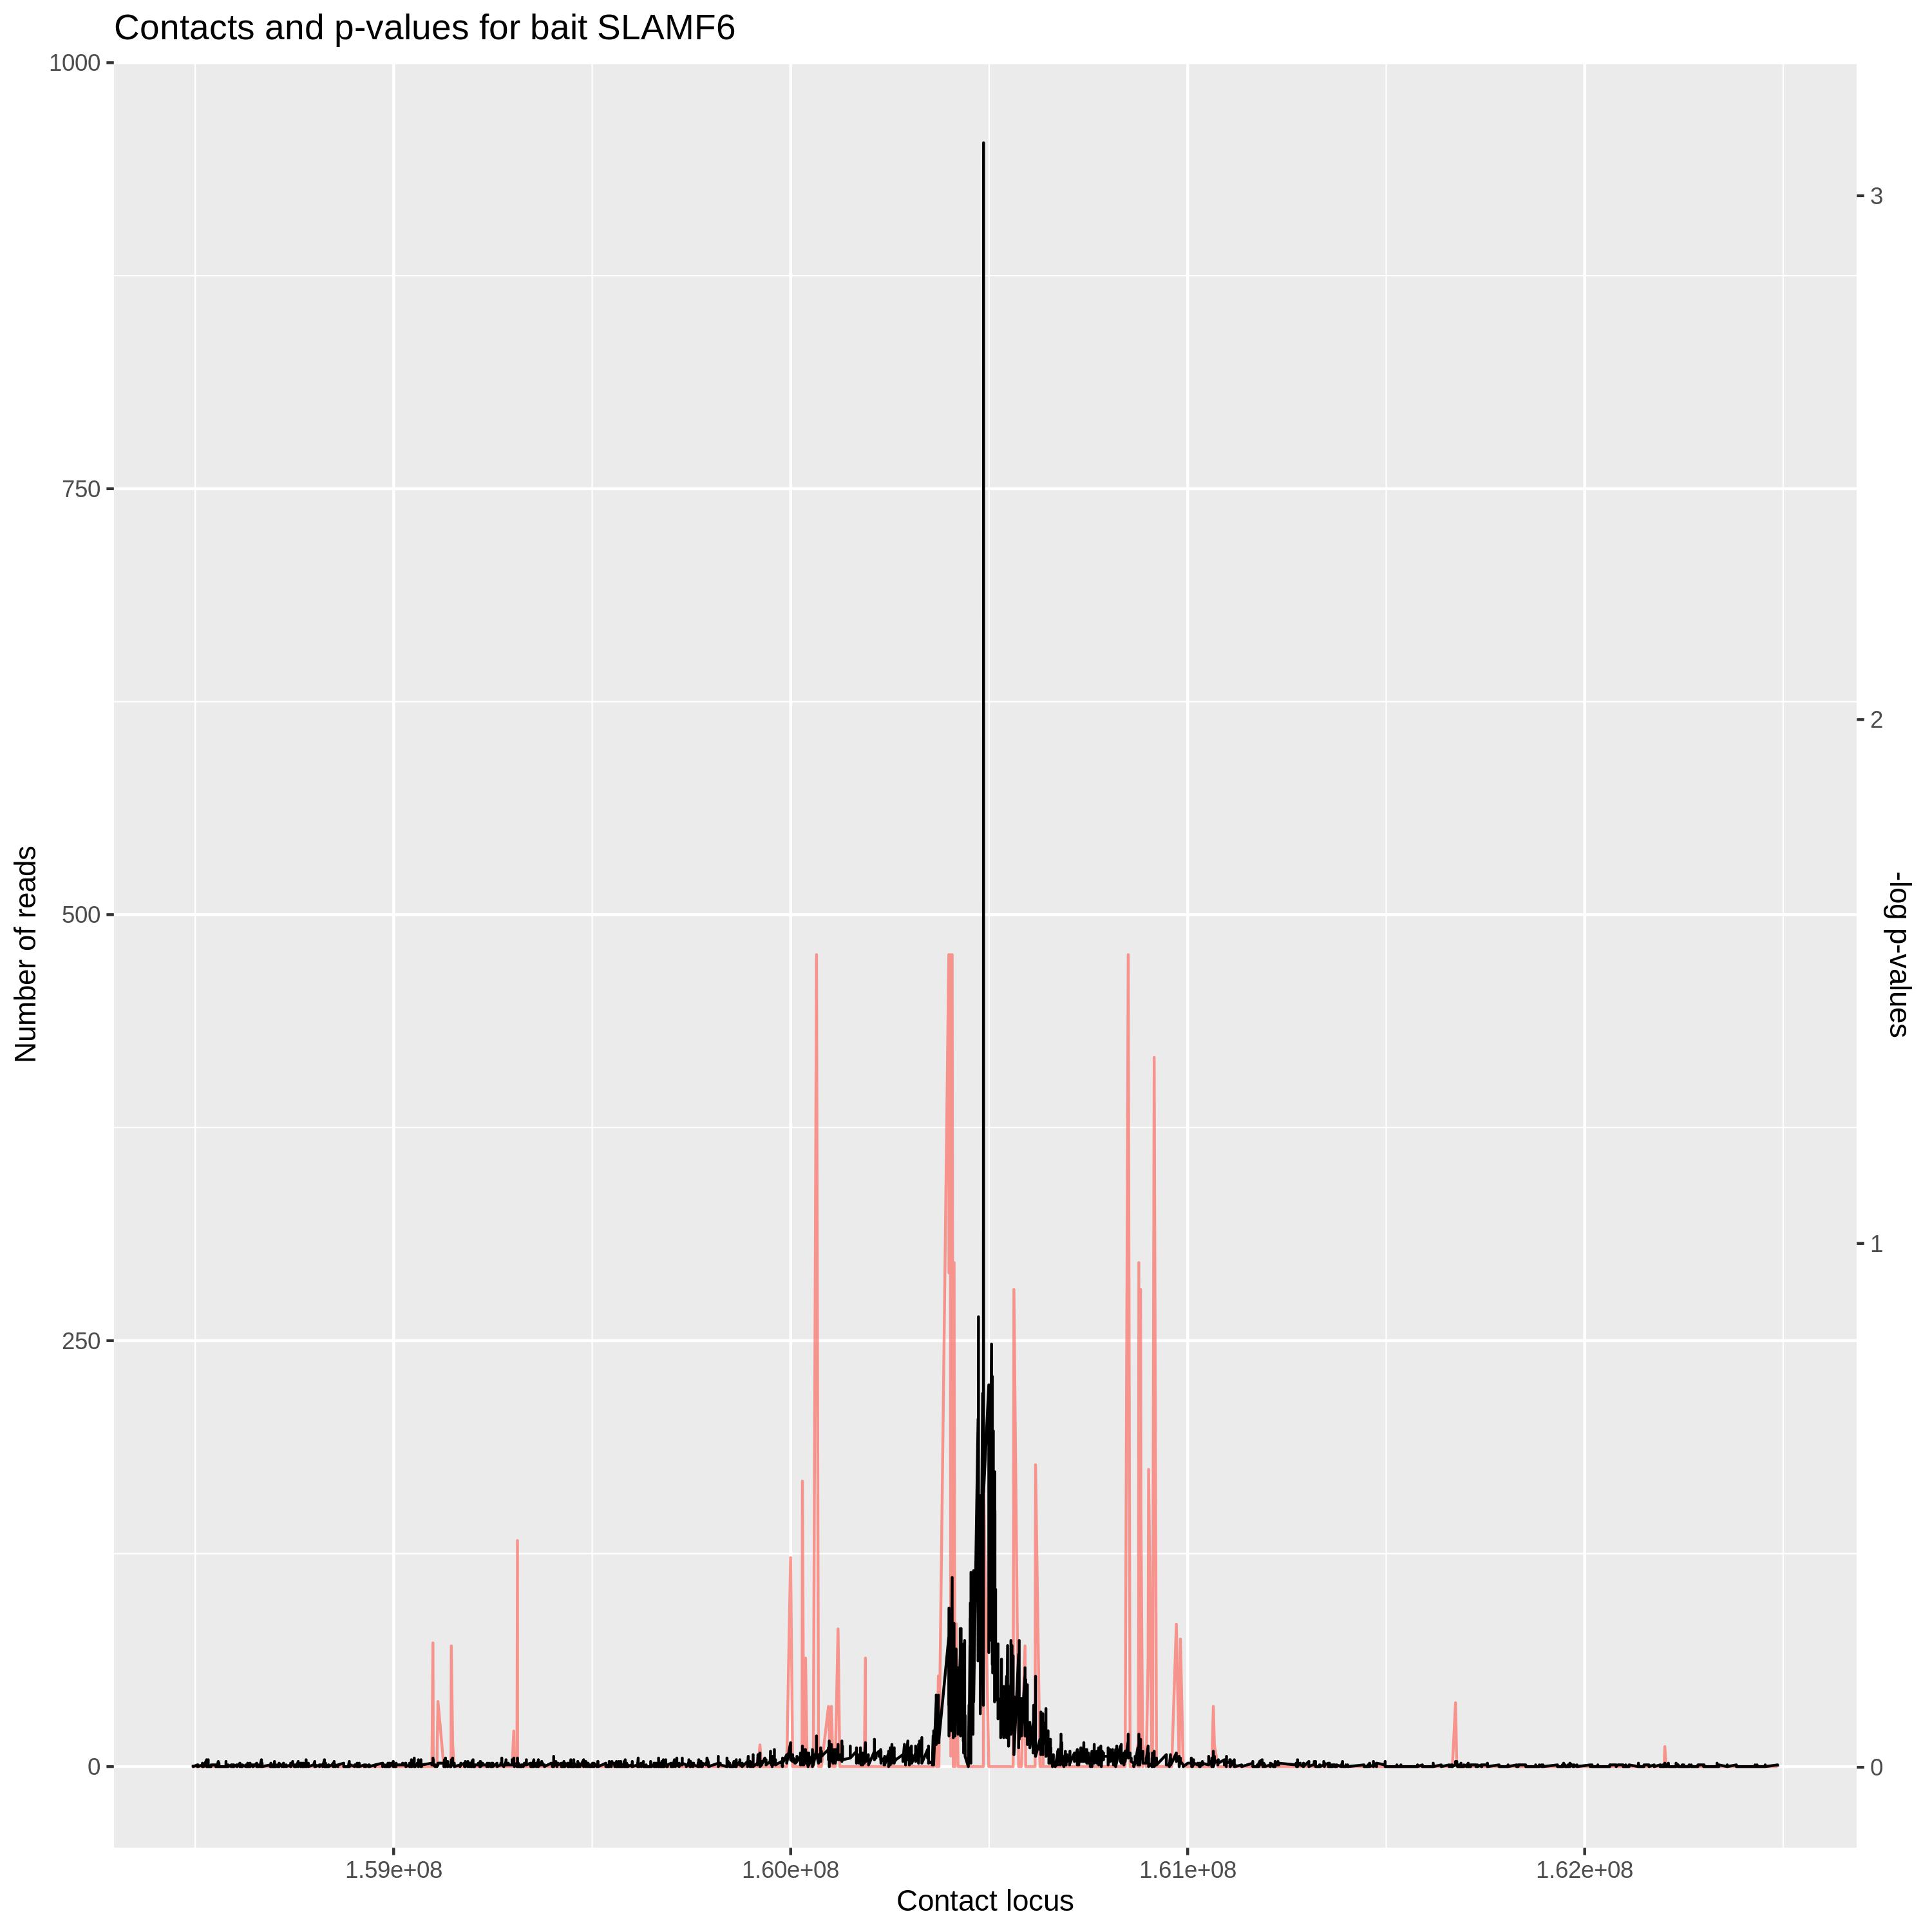 Contacts and p-values for bait SLAMF6
1000
750
500
250
0
Number of reads
3
2
1
0
-log p-values
1.59e+08
1.60e+08
1.61e+08
1.62e+08
Contact locus